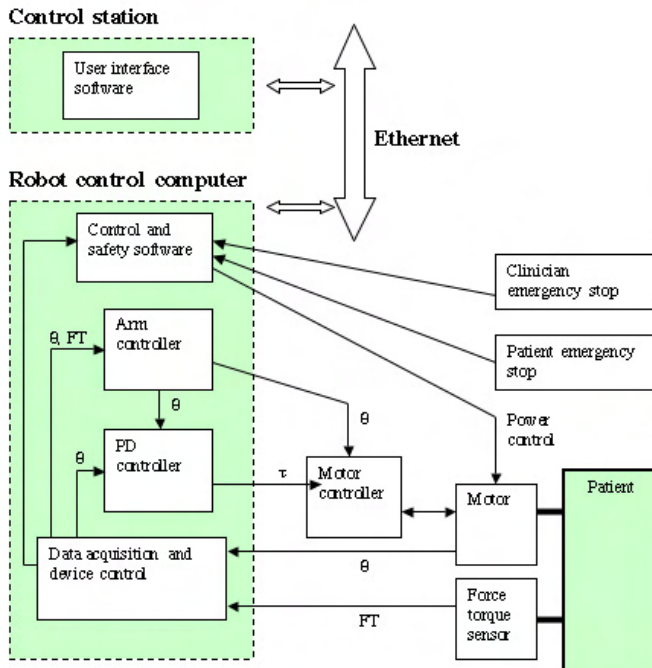 Control station
User interface
software
Ethernet
Robot control computer
Control and
safety software
Clinician
emergency stop
Patient emergency
stop
Arm
controller
θ, FT
θ
θ
Power
control
PD
controller
θ
τ
Motor
controller
Motor
Patient
Data acquisition and
device control
θ
Force
torque
sensor
FT